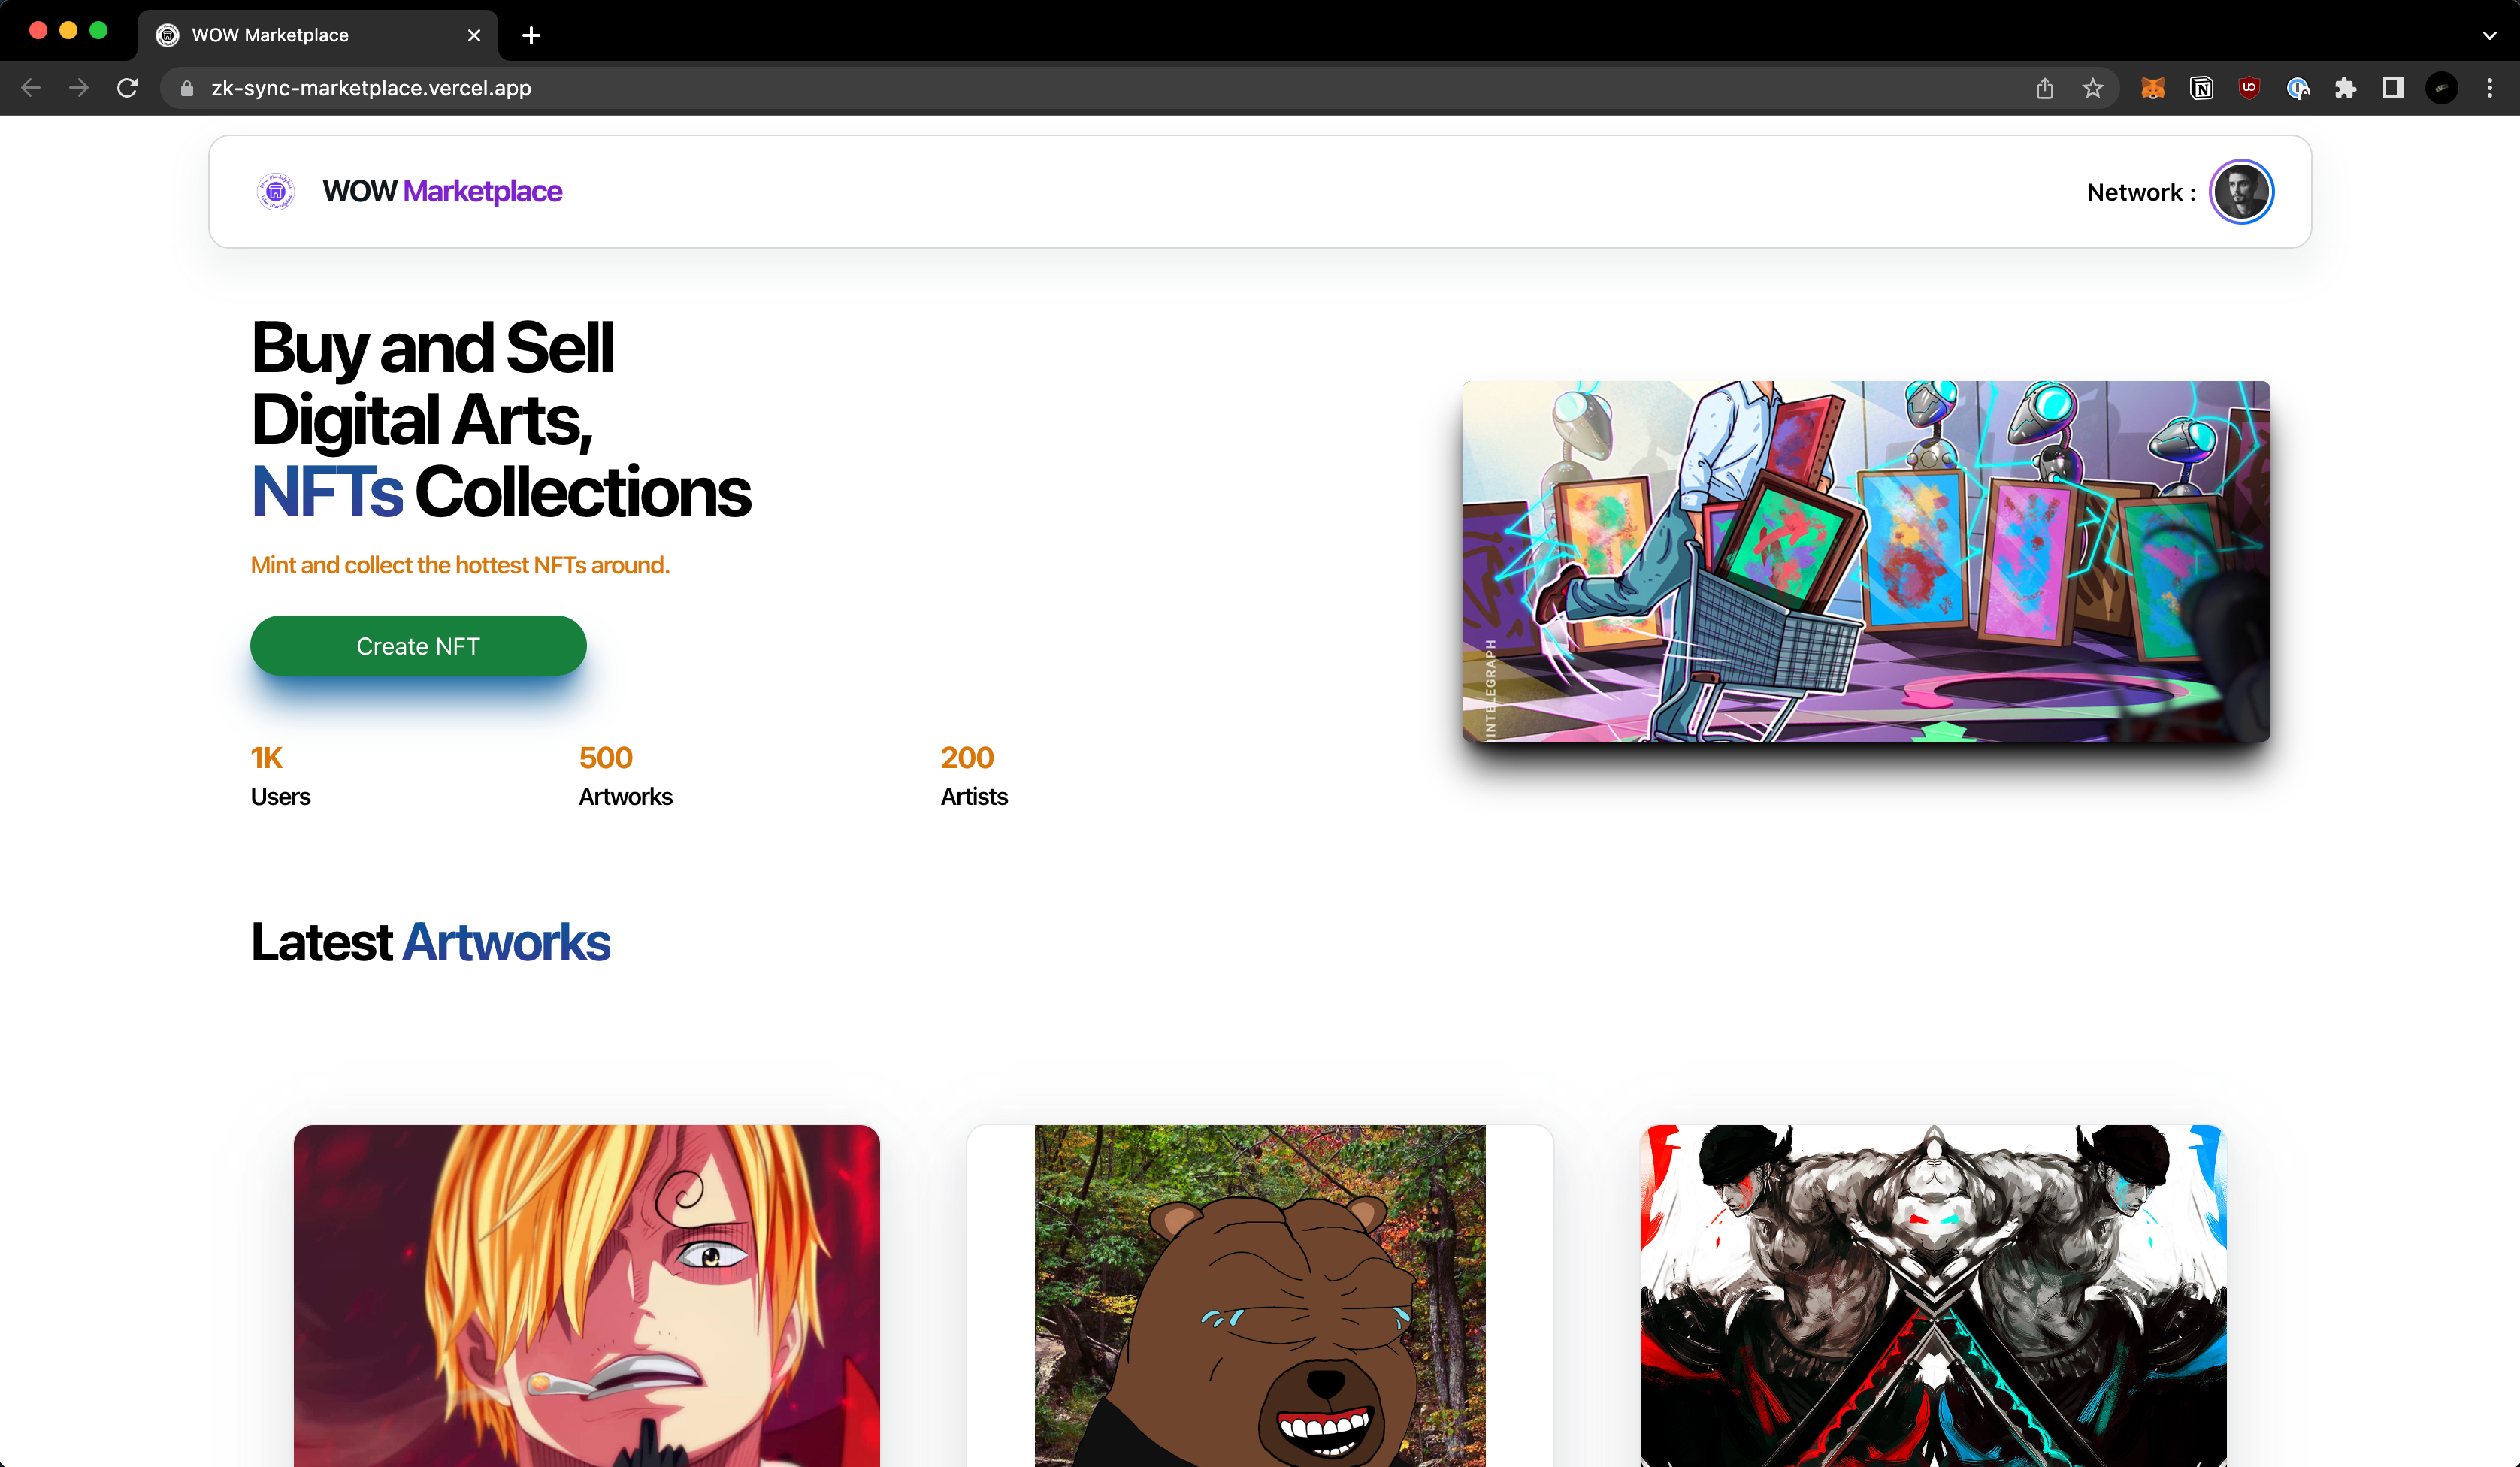 WOW Marketplace
zk-sync-marketplace.vercel.app
WOW Marketplace
Network :
Buy and Sell
Digital Arts,
NFTs Collections
Mint and collect the hottest NFTs around.
Create NFT
1K
Users
500
Artworks
200
Artists
INTELEGRAPH
Latest Artworks